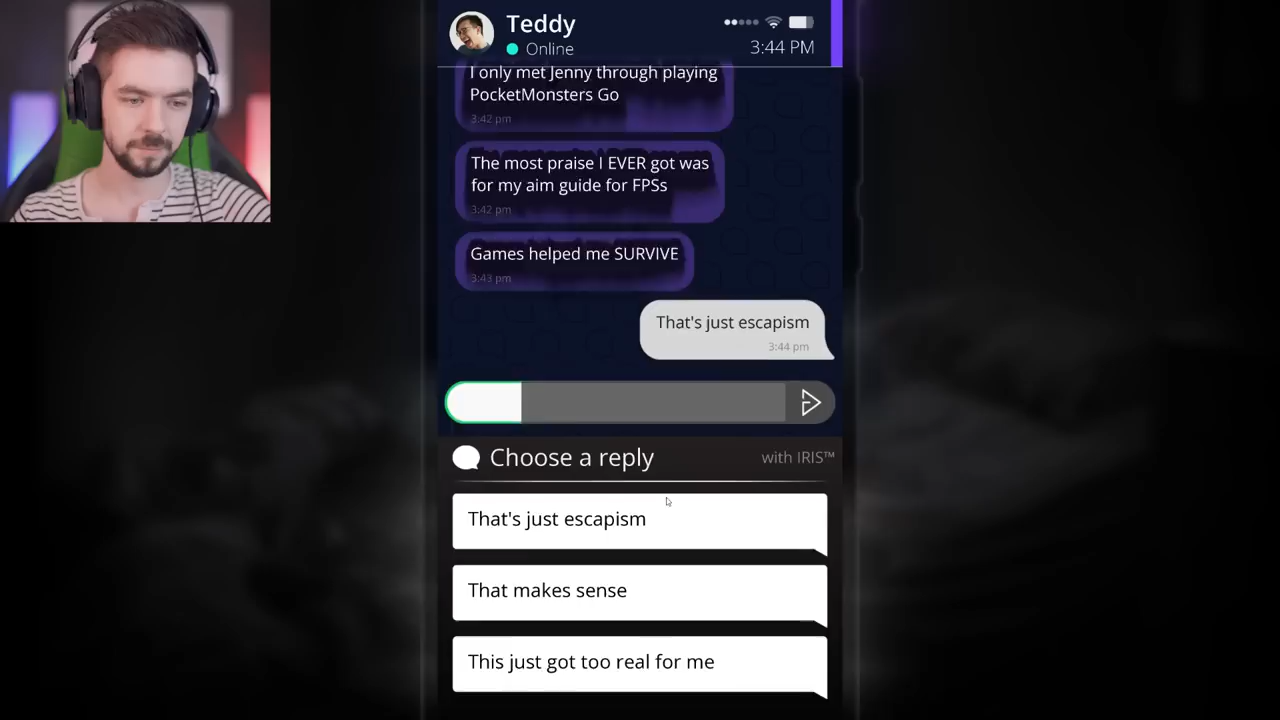 Teddy
Online
3:44 PM
I only met Jenny through playing
PocketMonsters Go
3:42 pm
The most praise I EVER got was
for my aim guide for FPSs
3:42 pm
Games helped me SURVIVE
3:43 pm
That's just escapism
3:44 pm
Choose a reply
with IRIS™
That's just escapism
That makes sense
This just got too real for me